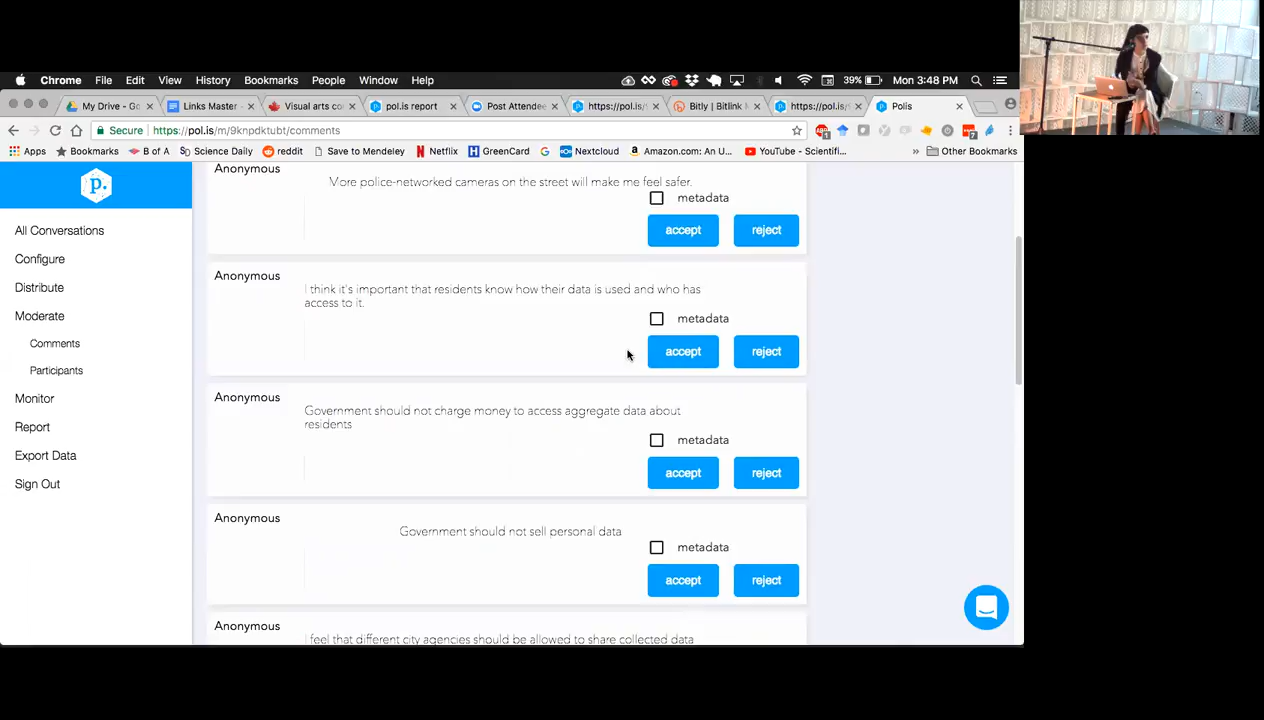 Chrome File Edit View History Bookmarks People Window Help 39% Mon 3:48 PM
My Drive - Go Links Master - Visual arts co pol.is report Post Attendee https://pol.is/ Bitly | Bitlink M https://pol.is/ Polis
Secure https://pol.is/m/9knpdktubt/comments
Apps Bookmarks B of A Science Daily reddit Save to Mendeley Netflix GreenCard Nextcloud Amazon.com: An U... YouTube - Scientifi... » Other Bookmarks
p.
All Conversations
Configure
Distribute
Moderate
Comments
Participants
Monitor
Report
Export Data
Sign Out
Anonymous
More police-networked cameras on the street will make me feel safer.
metadata
accept reject
Anonymous
I think it's important that residents know how their data is used and who has
access to it.
metadata
accept reject
Anonymous
Government should not charge money to access aggregate data about
residents
metadata
accept reject
Anonymous
Government should not sell personal data
metadata
accept reject
Anonymous
I feel that different city agencies should be allowed to share collected data